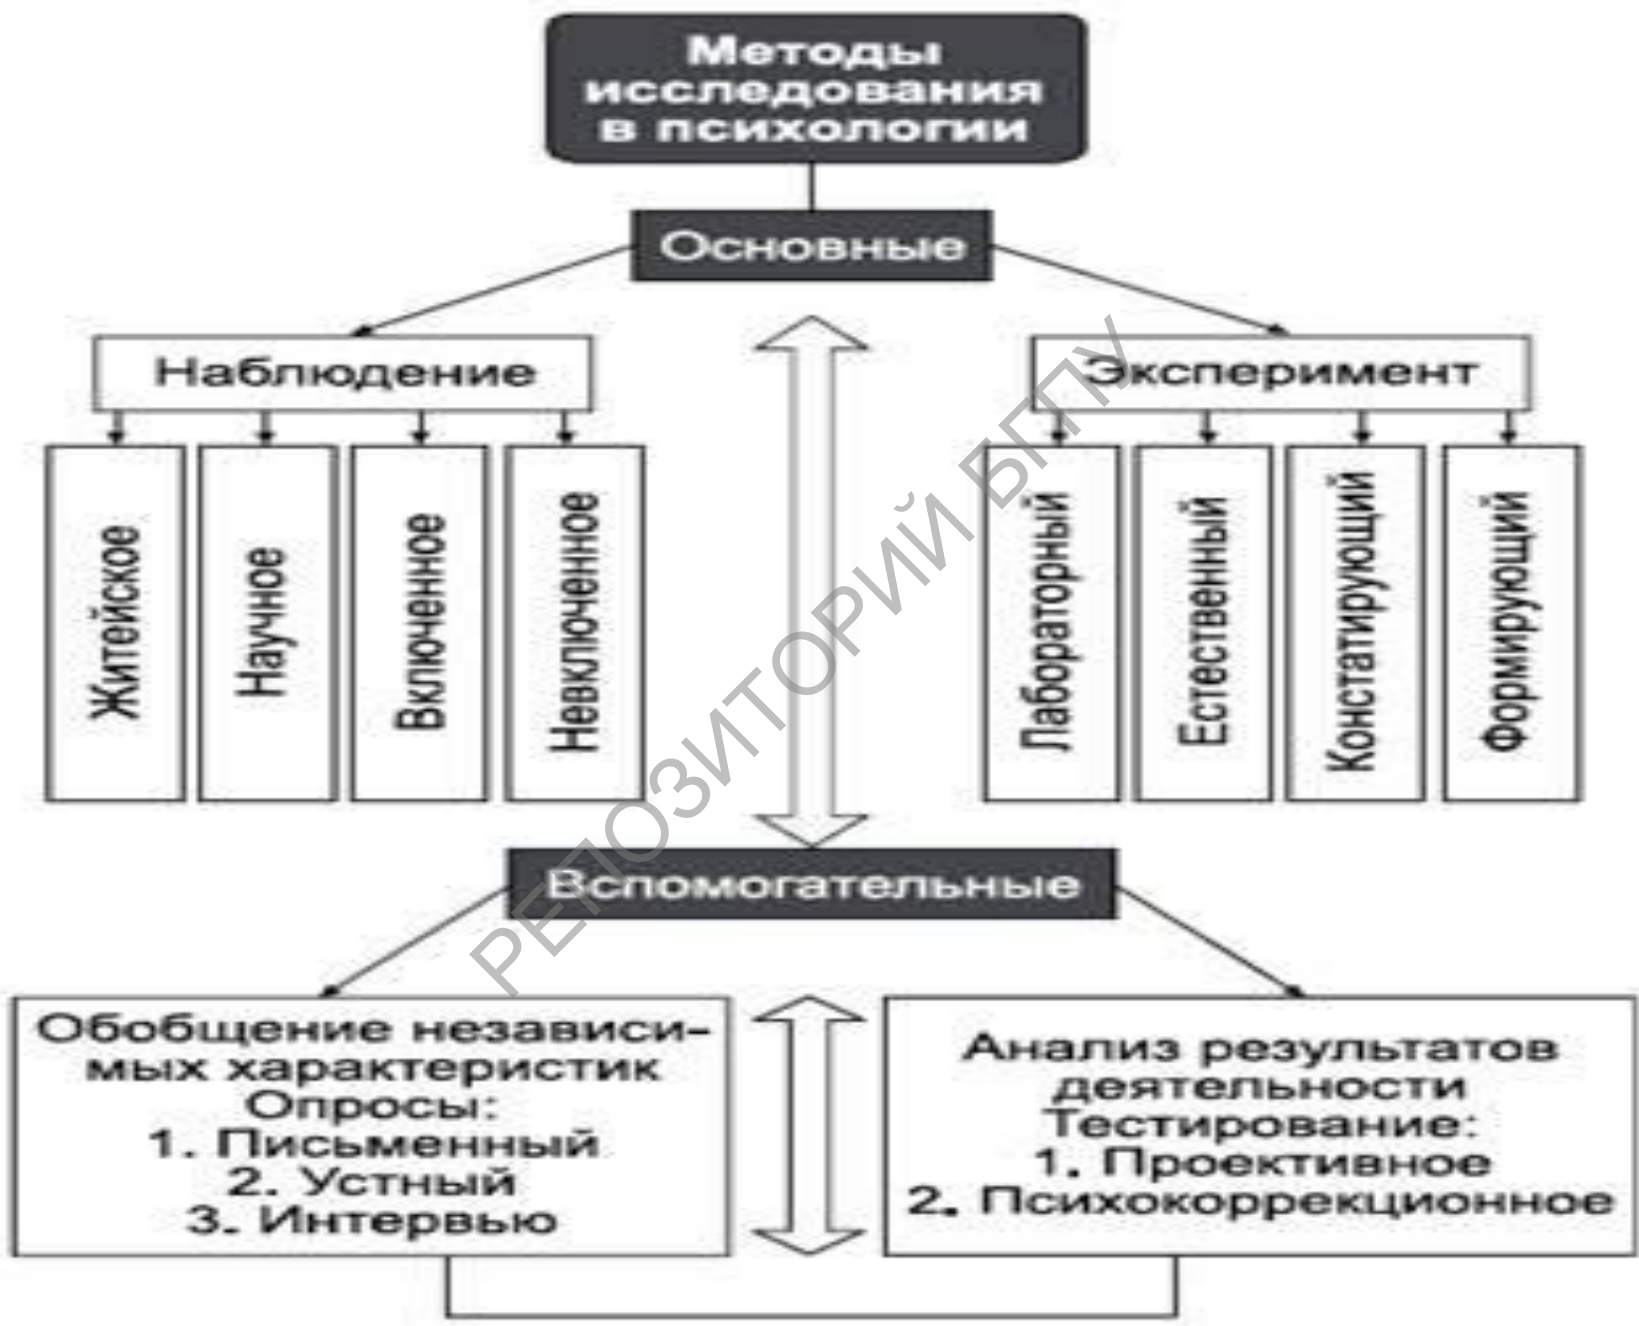 Методы
исследования
в психологии
Основные
Наблюдение
Эксперимент
Житейское
Научное
Включенное
Невключенное
Лабораторный
Естественный
Констатирующий
Формирующий
РЕПОЗИТОРИЙ БГПУ
Вспомогательные
Обобщение независи-
мых характеристик
Опросы:
1. Письменный
2. Устный
3. Интервью
Анализ результатов
деятельности
Тестирование:
1. Проективное
2. Психокоррекционное